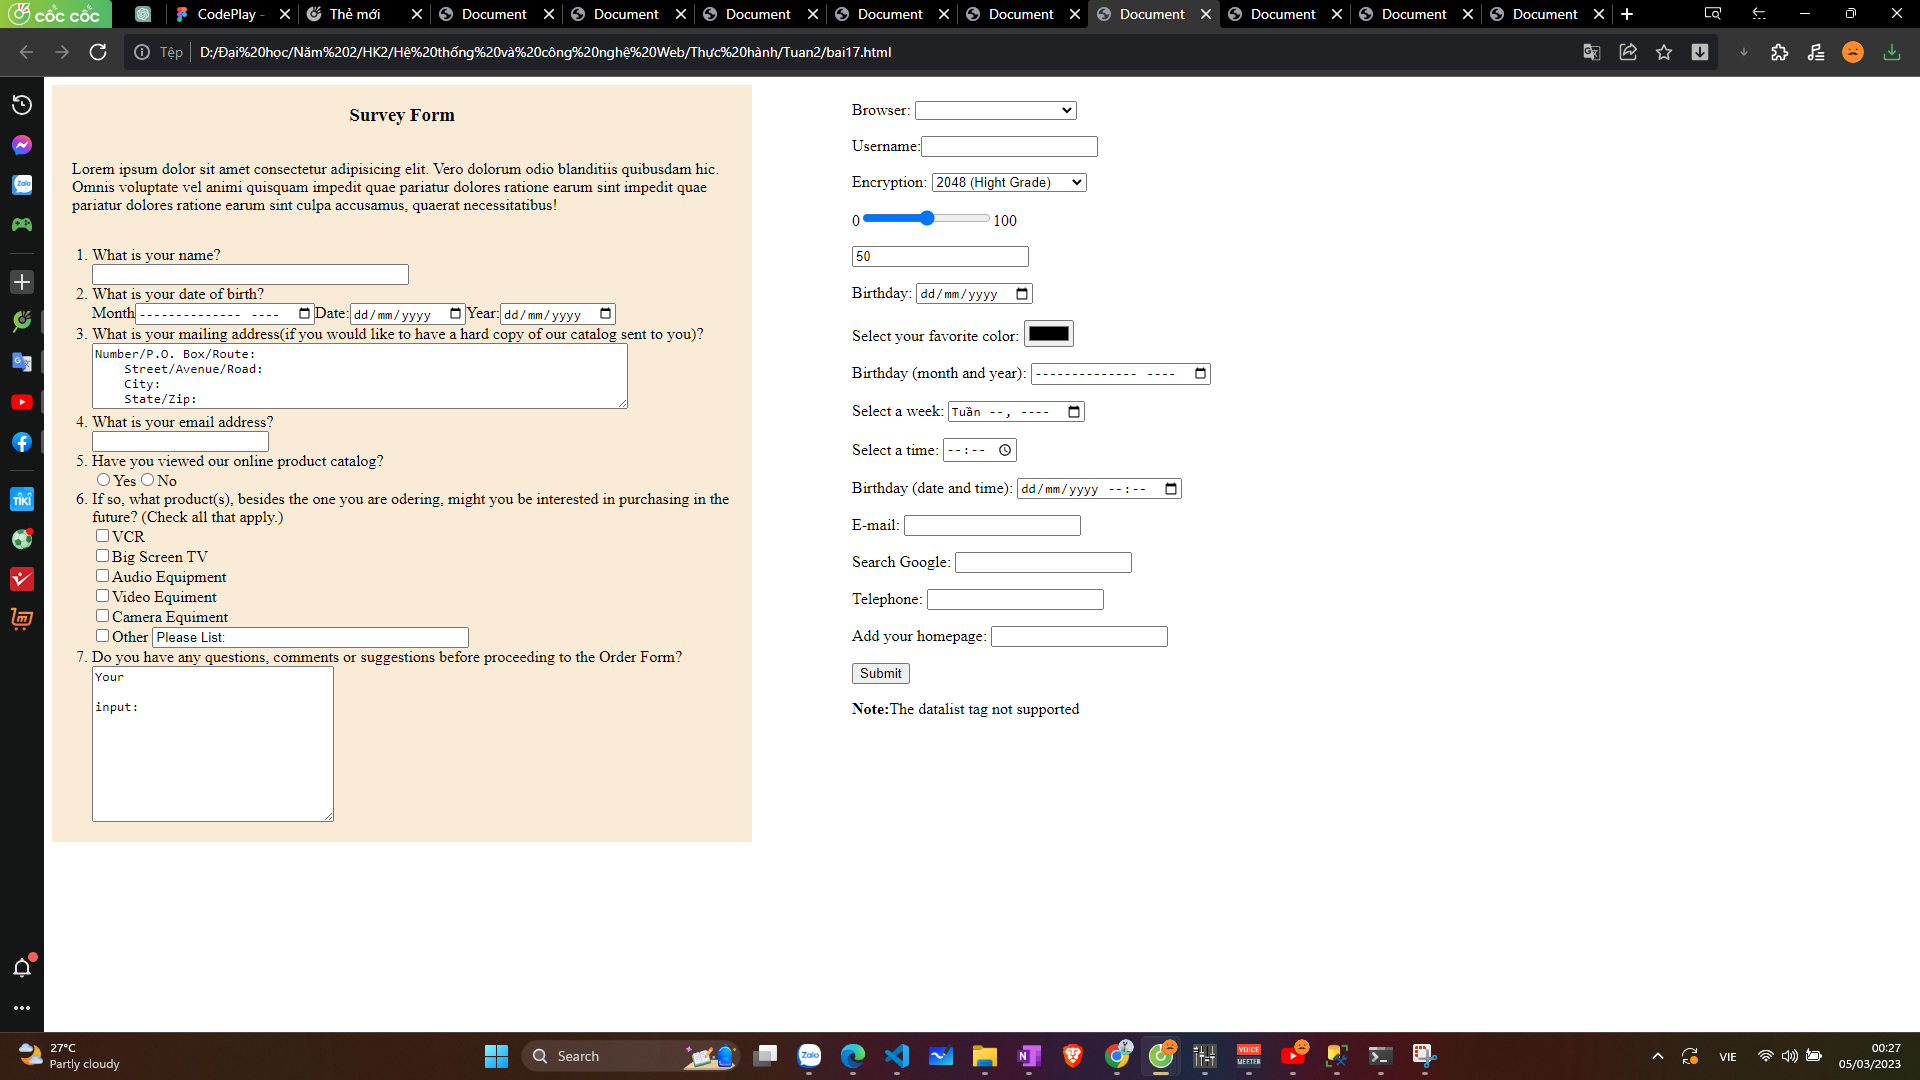 cốc cốc
CodePlay -
Thẻ mới
Document
Document
Document
Document
Document
Document
Document
Document
Document
Tệp
D:/Đại%20học/Năm%202/HK2/Hệ%20thống%20và%20công%20nghệ%20Web/Thực%20hành/Tuan2/bai17.html
Survey Form
Lorem ipsum dolor sit amet consectetur adipisicing elit. Vero dolorum odio blanditiis quibusdam hic.
Omnis voluptate vel animi quisquam impedit quae pariatur dolores ratione earum sint impedit quae
pariatur dolores ratione earum sint culpa accusamus, quaerat necessitatibus!
1. What is your name?
2. What is your date of birth?
Month -------------- ---- Date: dd/mm/yyyy Year: dd/mm/yyyy
3. What is your mailing address(if you would like to have a hard copy of our catalog sent to you)?
Number/P.O. Box/Route:
Street/Avenue/Road:
City:
State/Zip:
4. What is your email address?
5. Have you viewed our online product catalog?
Yes No
6. If so, what product(s), besides the one you are odering, might you be interested in purchasing in the
future? (Check all that apply.)
VCR
Big Screen TV
Audio Equipment
Video Equiment
Camera Equiment
Other Please List:
7. Do you have any questions, comments or suggestions before proceeding to the Order Form?
Your
input:
Browser:
Username:
Encryption: 2048 (Hight Grade)
0 100
50
Birthday: dd/mm/yyyy
Select your favorite color:
Birthday (month and year): -------------- ----
Select a week: Tuần --, ----
Select a time: --:--
Birthday (date and time): dd/mm/yyyy --:--
E-mail:
Search Google:
Telephone:
Add your homepage:
Submit
Note:The datalist tag not supported
Zalo
TIKI
27°C
Partly cloudy
Search
Zalo
VOICE
MEETER
VIE
00:27
05/03/2023